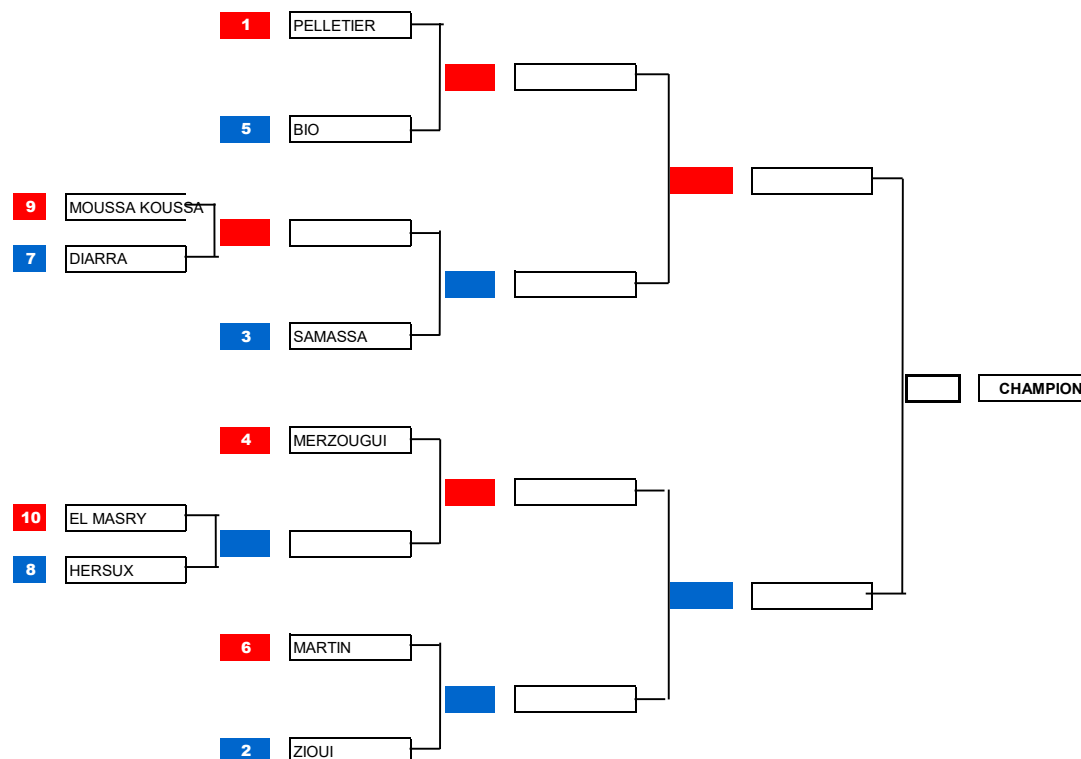 1 PELLETIER
5 BIO
9 MOUSSA KOUSSA
7 DIARRA
3 SAMASSA
CHAMPION
4 MERZOUGUI
10 EL MASRY
8 HERSUX
6 MARTIN
2 ZIOUI